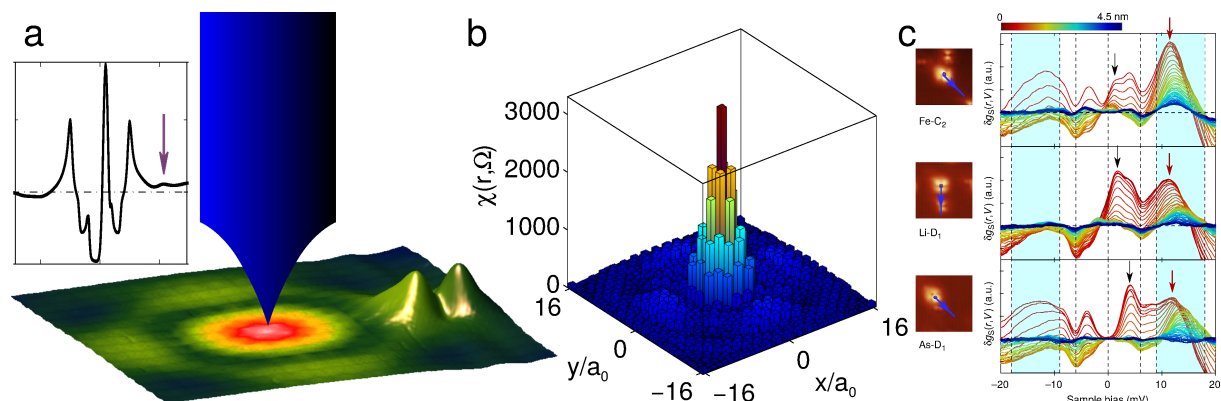 a
b
3000
2000
1000
0
χ(r,Ω)
16
0
−16
y/a₀
−16
0
16
x/a₀
c
0
4.5 nm
Fe-C₂
δgₛ(r,V) (a.u.)
Li-D₁
δgₛ(r,V) (a.u.)
As-D₁
δgₛ(r,V) (a.u.)
−20
−10
0
10
20
Sample bias (mV)